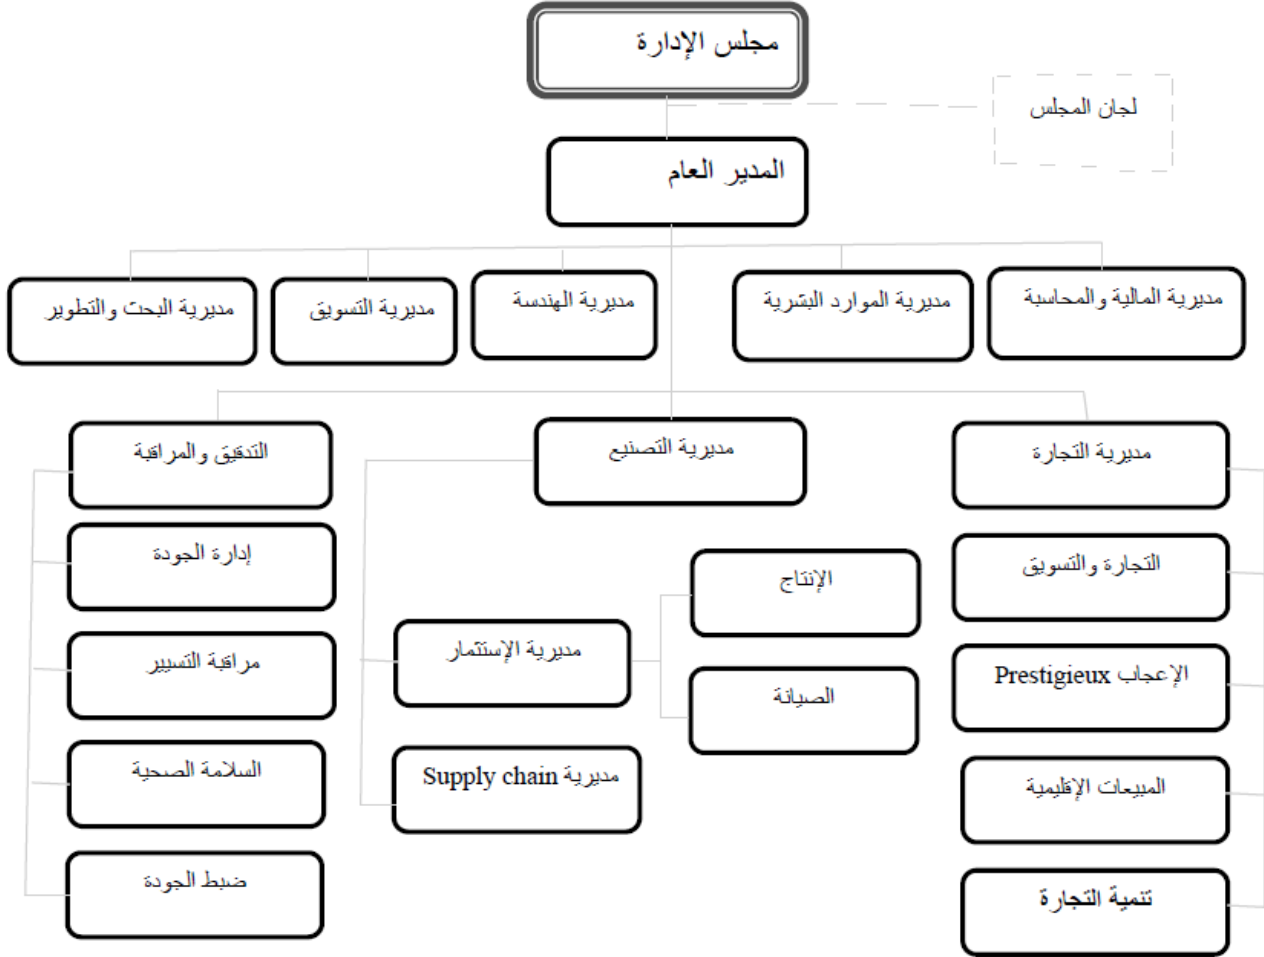 مجلس الإدارة
لجان المجلس
المدير العام
مديرية المالية والمحاسبة
مديرية الموارد البشرية
مديرية الهندسة
مديرية التسويق
مديرية البحث والتطوير
مديرية التجارة
مديرية التصنيع
التدقيق والمراقبة
التجارة والتسويق
الإعجاب Prestigieux
المبيعات الإقليمية
تنمية التجارة
الإنتاج
مديرية الإستثمار
الصيانة
مديرية Supply chain
إدارة الجودة
مراقبة التسيير
السلامة الصحية
ضبط الجودة